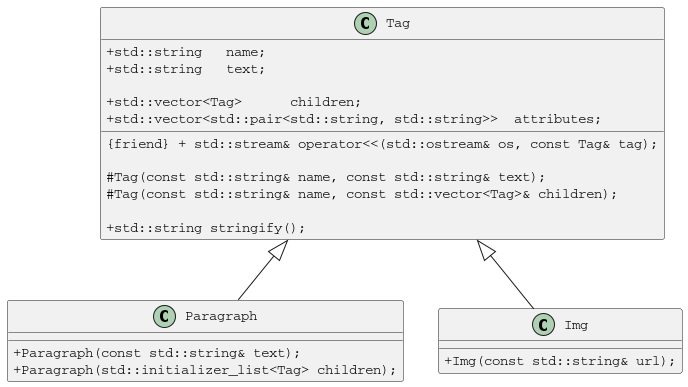 C Tag
+std::string name;
+std::string text;
+std::vector<Tag> children;
+std::vector<std::pair<std::string, std::string>> attributes;
{friend} + std::stream& operator<<(std::ostream& os, const Tag& tag);
#Tag(const std::string& name, const std::string& text);
#Tag(const std::string& name, const std::vector<Tag>& children);
+std::string stringify();
C Paragraph
+Paragraph(const std::string& text);
+Paragraph(std::initializer_list<Tag> children);
C Img
+Img(const std::string& url);